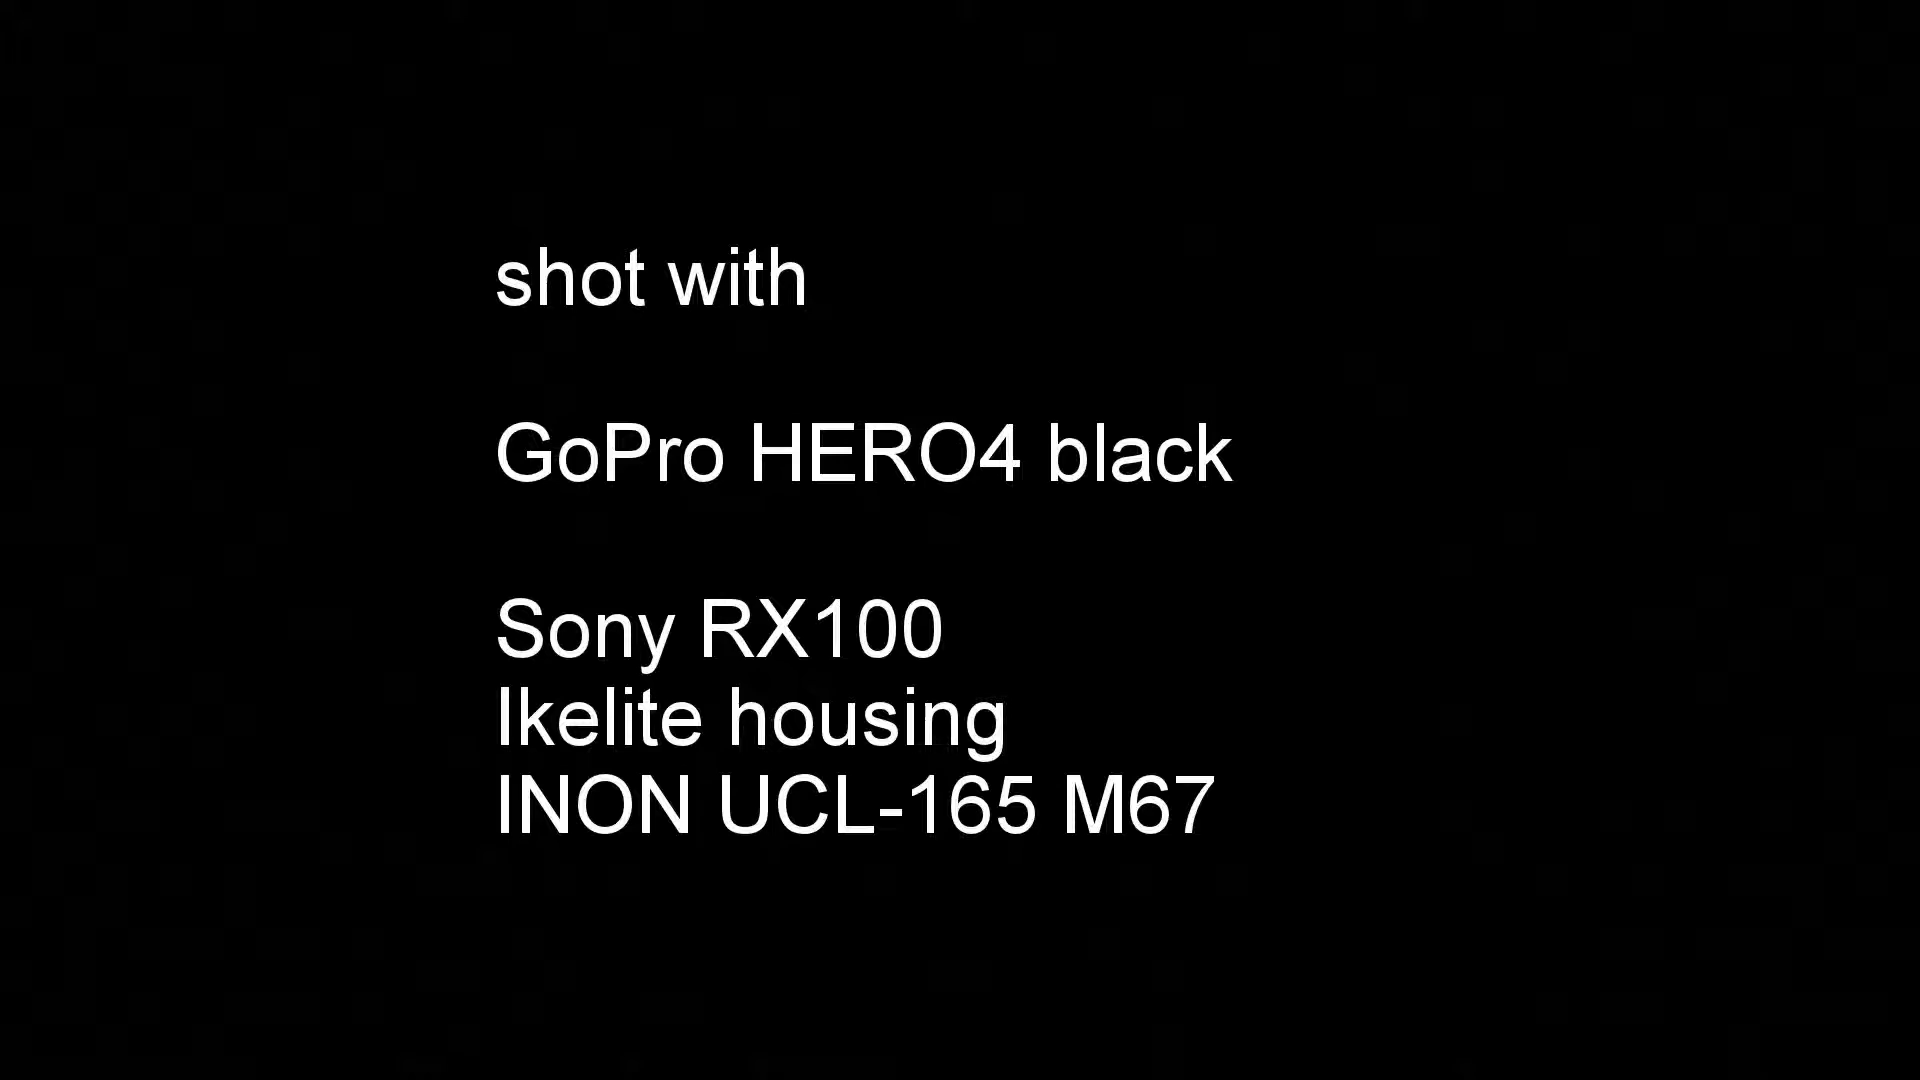 shot with
GoPro HERO4 black
Sony RX100
Ikelite housing
INON UCL-165 M67